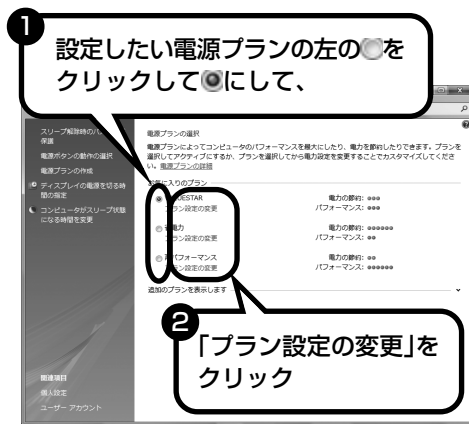 1
設定したい電源プランの左の○を
クリックして◉にして、
スリープ解除時のパ
保護
電源ボタンの動作の選択
電源プランの作成
ディスプレイの電源を切る時
間の指定
コンピュータがスリープ状態
になる時間を変更
関連項目
個人設定
ユーザー アカウント
電源プランの選択
電源プランによってコンピュータのパフォーマンスを最大にしたり、電力を節約したりできます。プランを
選択してアクティブにするか、プランを選択してから電力設定を変更することでカスタマイズしてくださ
い。電源プランの詳細
お気に入りのプラン
UESTAR
プラン設定の変更
電力の節約:
パフォーマンス:
電力
プラン設定の変更
電力の節約:
パフォーマンス:
パフォーマンス
プラン設定の変更
電力の節約:
パフォーマンス:
追加のプランを表示します
2
「プラン設定の変更」を
クリック